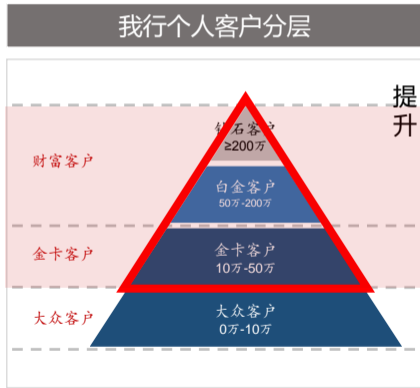 我行个人客户分层
提
升
钻石客户
≥200万
财富客户
白金客户
50万-200万
金卡客户
金卡客户
10万-50万
大众客户
大众客户
0万-10万